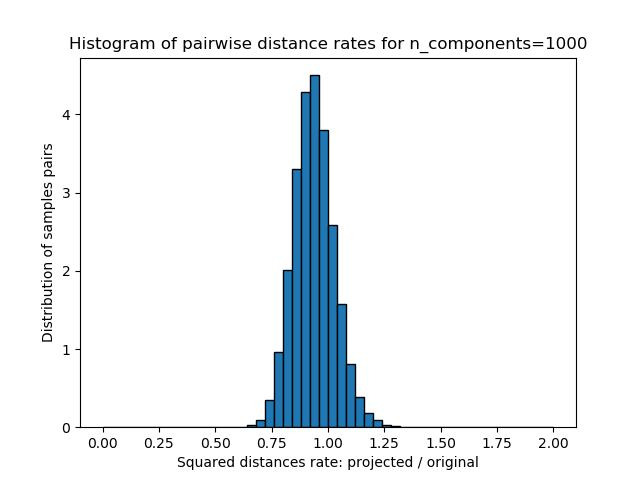 Histogram of pairwise distance rates for n_components=1000
Distribution of samples pairs
4
3
2
1
0
0.00 0.25 0.50 0.75 1.00 1.25 1.50 1.75 2.00
Squared distances rate: projected / original